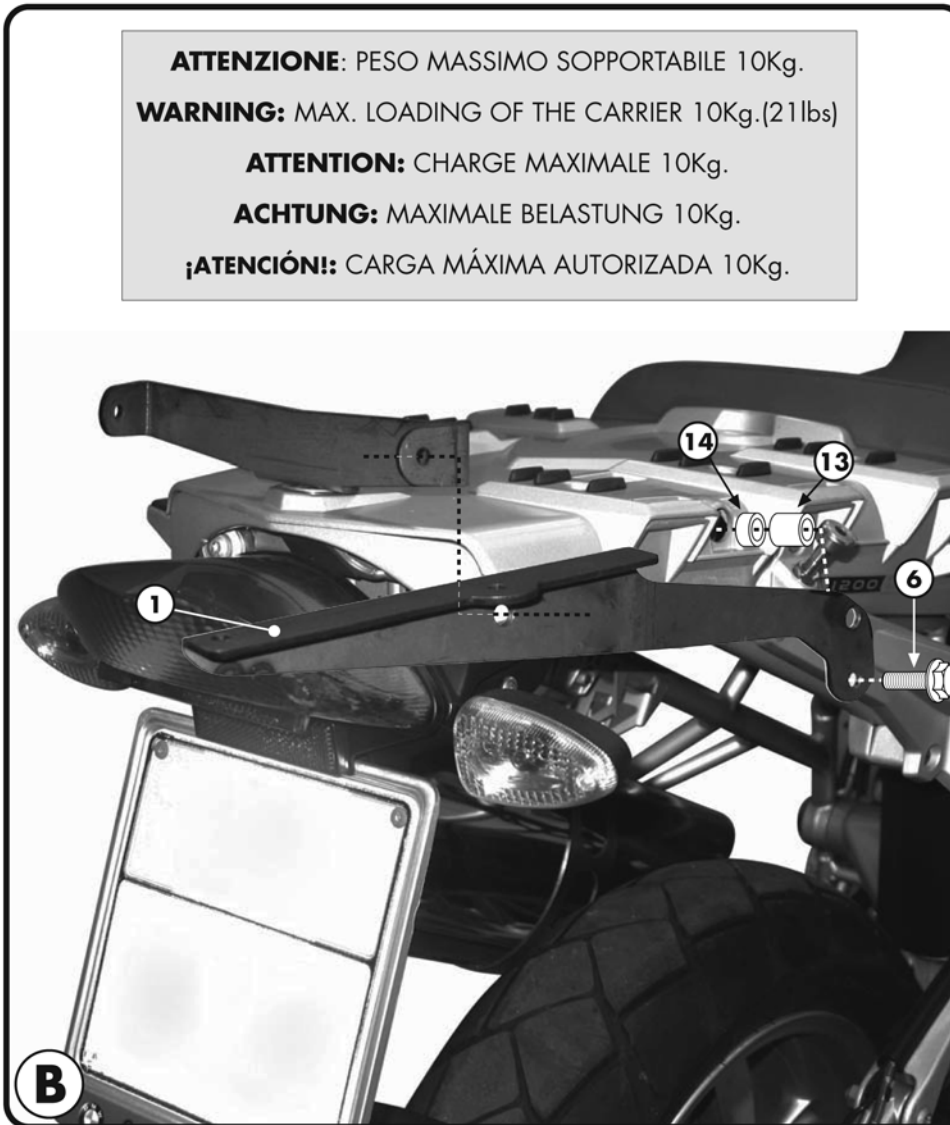 ATTENZIONE: PESO MASSIMO SOPPORTABILE 10Kg.
WARNING: MAX. LOADING OF THE CARRIER 10Kg.(21lbs)
ATTENTION: CHARGE MAXIMALE 10Kg.
ACHTUNG: MAXIMALE BELASTUNG 10Kg.
¡ATENCIÓN!: CARGA MÁXIMA AUTORIZADA 10Kg.
14
13
1200
6
1
B